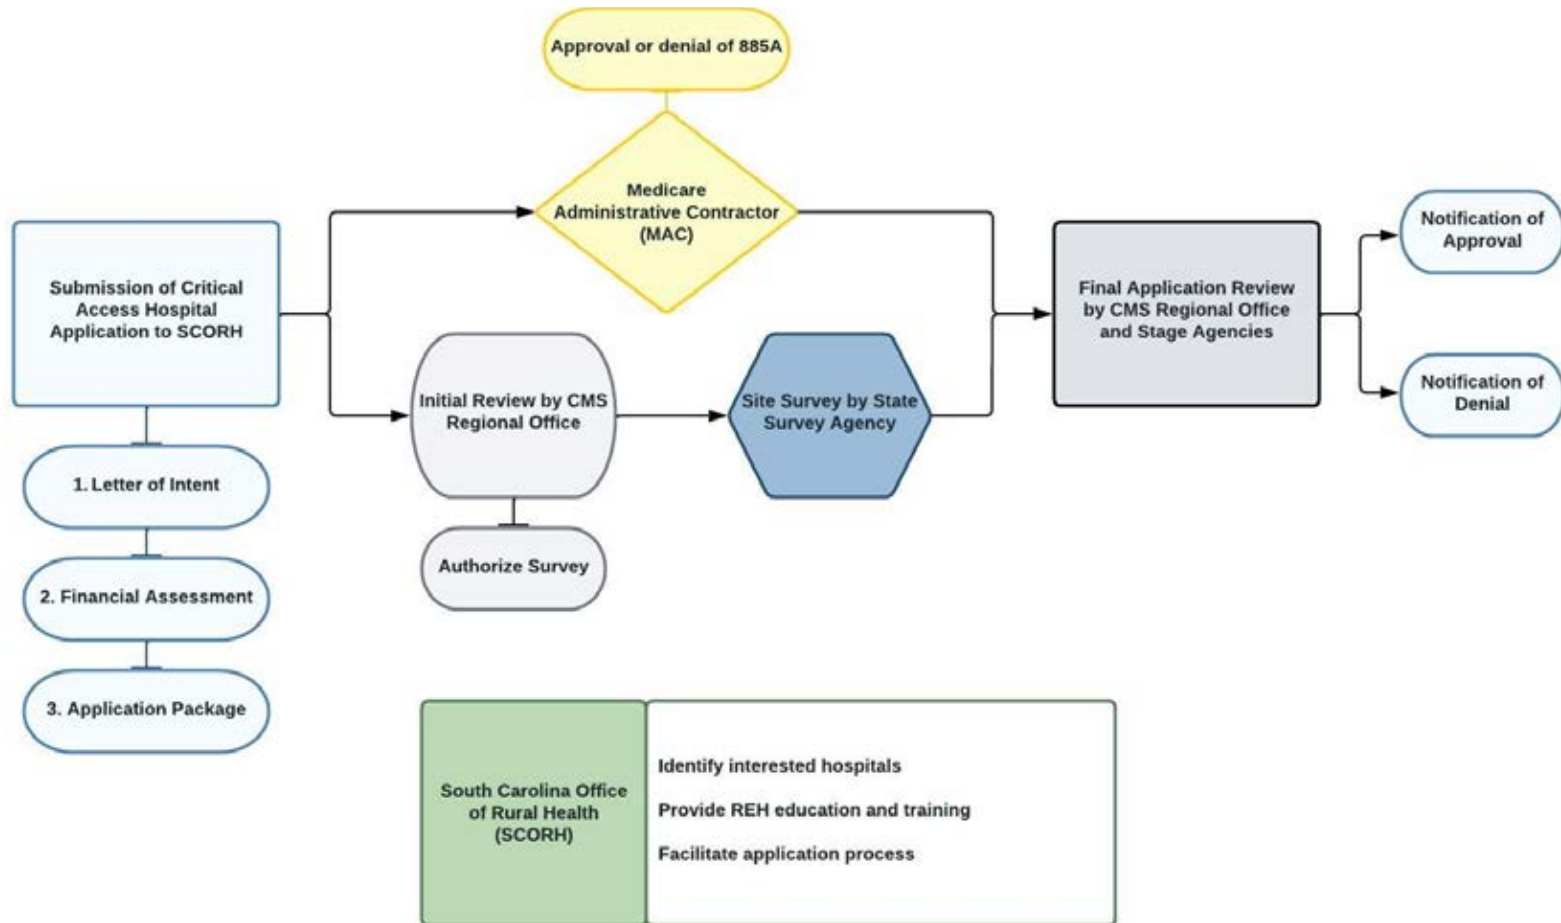 Approval or denial of 885A
Medicare
Administrative Contractor
(MAC)
Submission of Critical
Access Hospital
Application to SCORH
1. Letter of Intent
2. Financial Assessment
3. Application Package
Initial Review by CMS
Regional Office
Authorize Survey
Site Survey by State
Survey Agency
Final Application Review
by CMS Regional Office
and Stage Agencies
Notification of
Approval
Notification of
Denial
South Carolina Office
of Rural Health
(SCORH)
Identify interested hospitals
Provide REH education and training
Facilitate application process